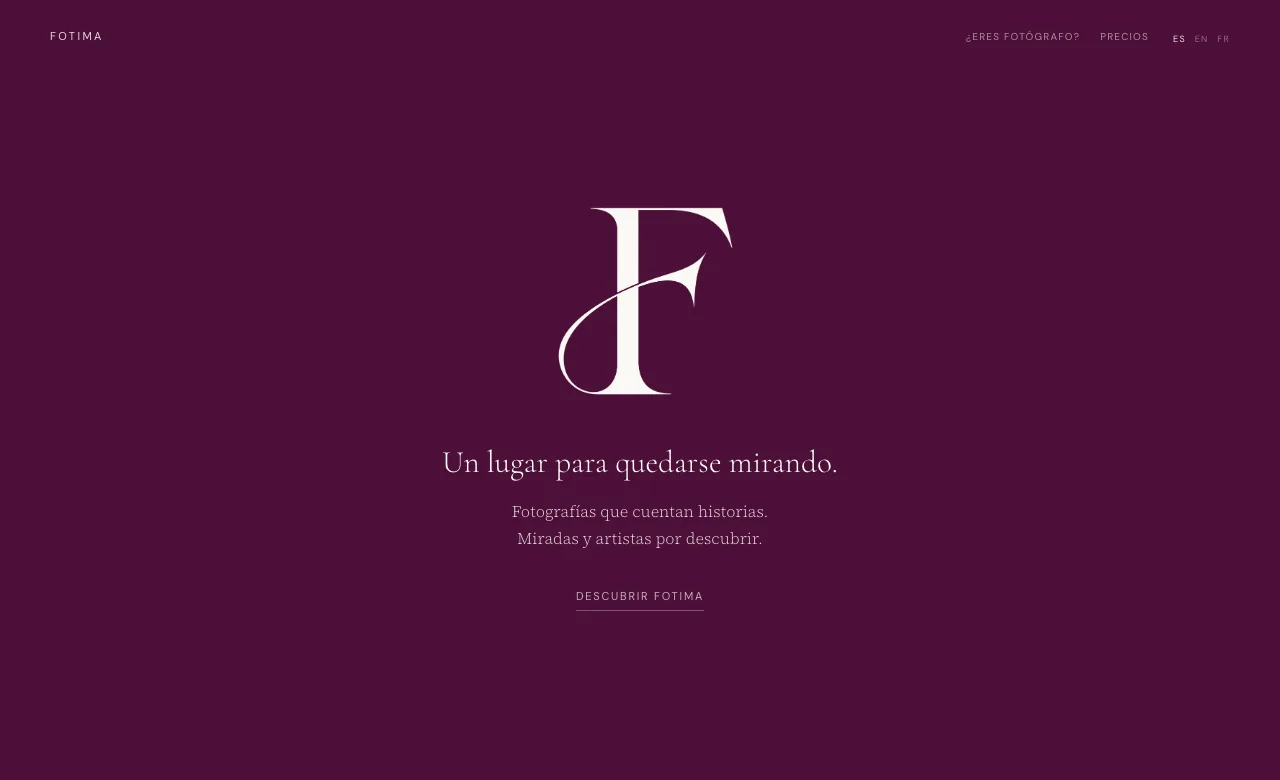 FOTIMA
¿ERES FOTÓGRAFO? PRECIOS ES EN FR
F
Un lugar para quedarse mirando.
Fotografías que cuentan historias.
Miradas y artistas por descubrir.
DESCUBRIR FOTIMA